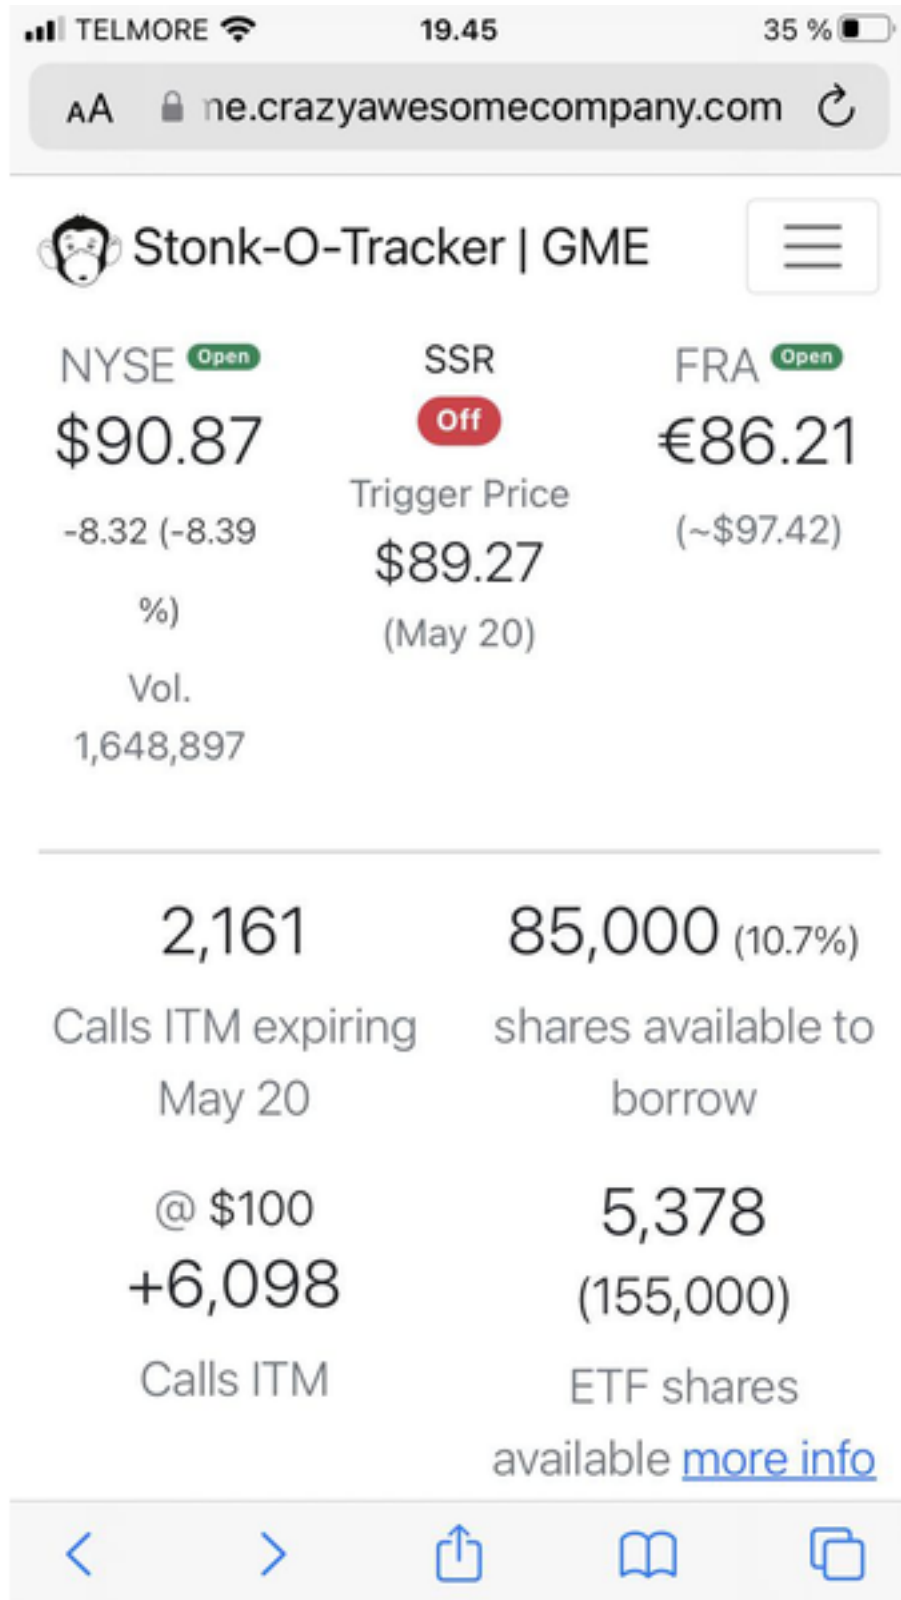 TELMORE 19.45 35 %
AA ne.crazyawesomecompany.com
Stonk-O-Tracker | GME
NYSE Open
$90.87
-8.32 (-8.39
%)
Vol.
1,648,897
SSR
Off
Trigger Price
$89.27
(May 20)
FRA Open
€86.21
(~$97.42)
2,161
Calls ITM expiring
May 20
@ $100
+6,098
Calls ITM
85,000 (10.7%)
shares available to
borrow
5,378
(155,000)
ETF shares
available more info